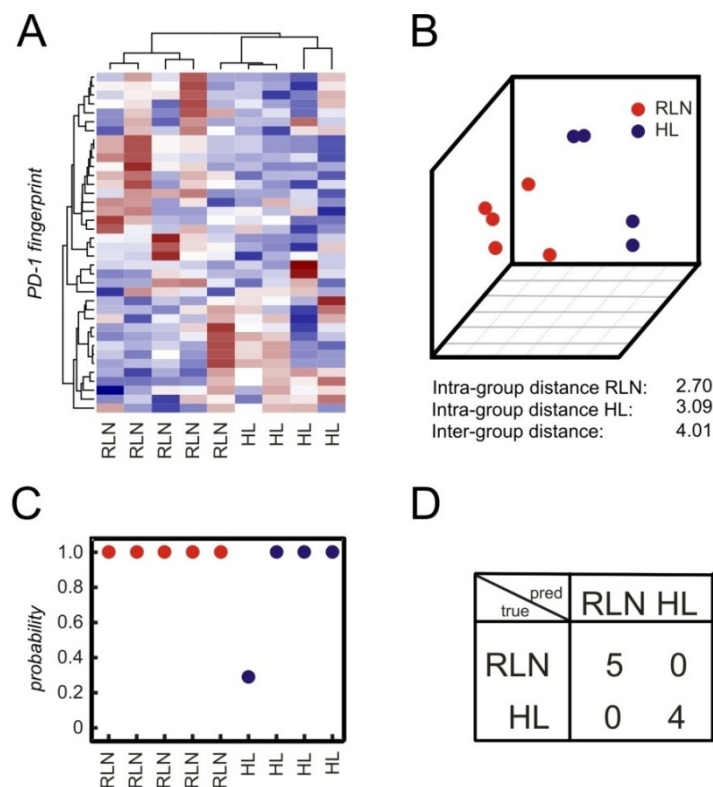 A
PD-1 fingerprint
RLN RLN RLN RLN RLN HL HL HL HL
B
RLN
HL
Intra-group distance RLN: 2.70
Intra-group distance HL: 3.09
Inter-group distance: 4.01
C
probability
1.0
0.8
0.6
0.4
0.2
0
RLN RLN RLN RLN RLN HL HL HL HL
D
pred
true
RLN HL
RLN 5 0
HL 0 4